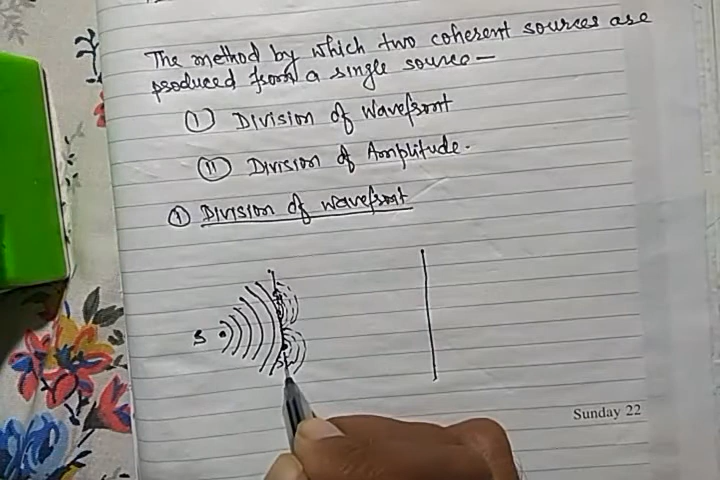 The method by which two coherent sources are
produced from a single source—
(I) Division of Wavefront
(II) Division of Amplitude.
(I) Division of wavefront
S
Sunday 22